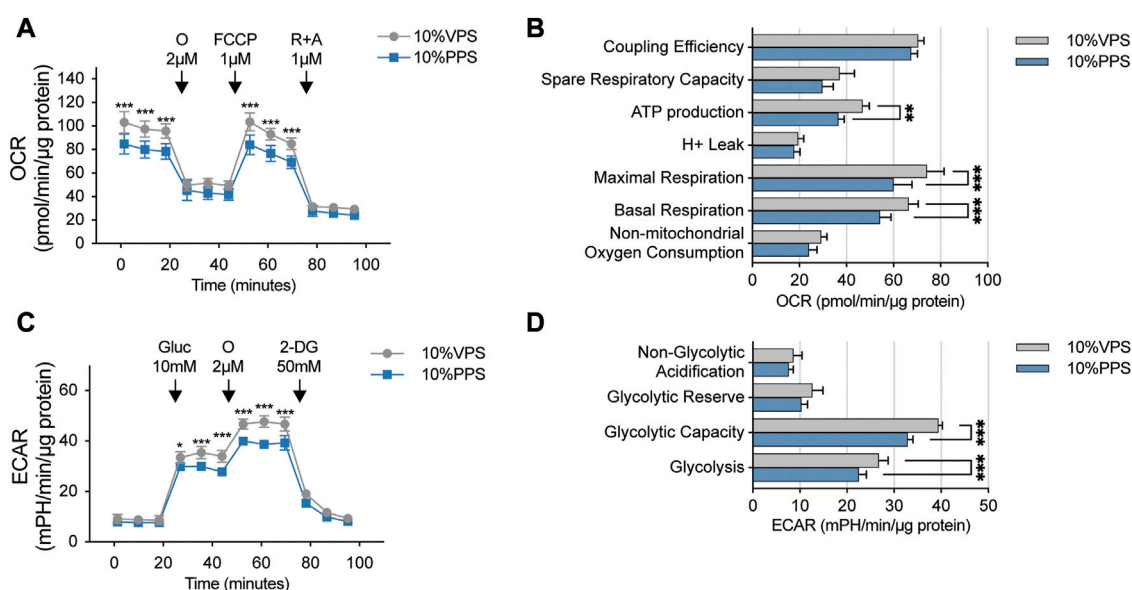 A
O
2μM
FCCP
1μM
R+A
1μM
10%VPS
10%PPS
OCR
(pmol/min/μg protein)
140
120
100
80
60
40
20
0
*** *** *** *** *** ***
0 20 40 60 80 100
Time (minutes)
B
Coupling Efficiency
Spare Respiratory Capacity
ATP production
H+ Leak
Maximal Respiration
Basal Respiration
Non-mitochondrial
Oxygen Consumption
**
***
***
0 20 40 60 80 100
OCR (pmol/min/μg protein)
10%VPS
10%PPS
C
Gluc
10mM
O
2μM
2-DG
50mM
10%VPS
10%PPS
ECAR
(mPH/min/μg protein)
60
40
20
0
* *** *** *** *** ***
0 20 40 60 80 100
Time (minutes)
D
Non-Glycolytic
Acidification
Glycolytic Reserve
Glycolytic Capacity
Glycolysis
***
***
0 10 20 30 40 50
ECAR (mPH/min/μg protein)
10%VPS
10%PPS